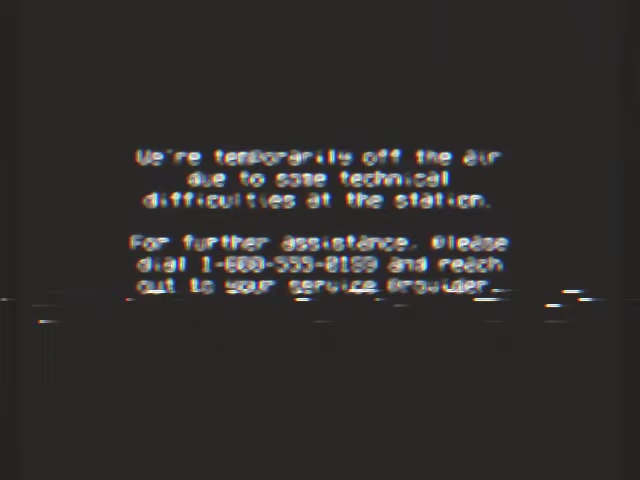 We're temporarily off the air
due to some technical
difficulties at the station.
For further assistance. Please
dial 1-800-555-0199 and reach
out to your service provider.